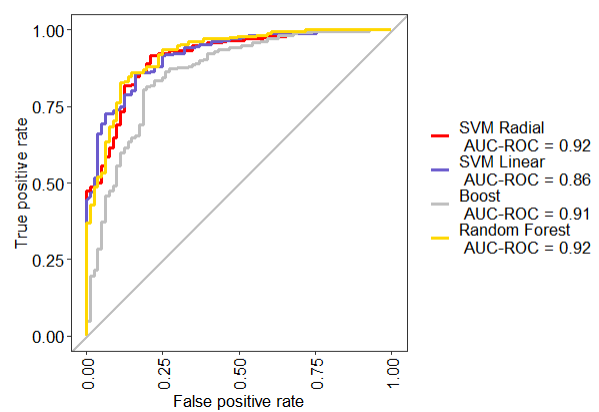 1.00
0.75
0.50
0.25
0.00
True positive rate
0.00
0.25
0.50
0.75
1.00
False positive rate
SVM Radial
AUC-ROC = 0.92
SVM Linear
AUC-ROC = 0.86
Boost
AUC-ROC = 0.91
Random Forest
AUC-ROC = 0.92